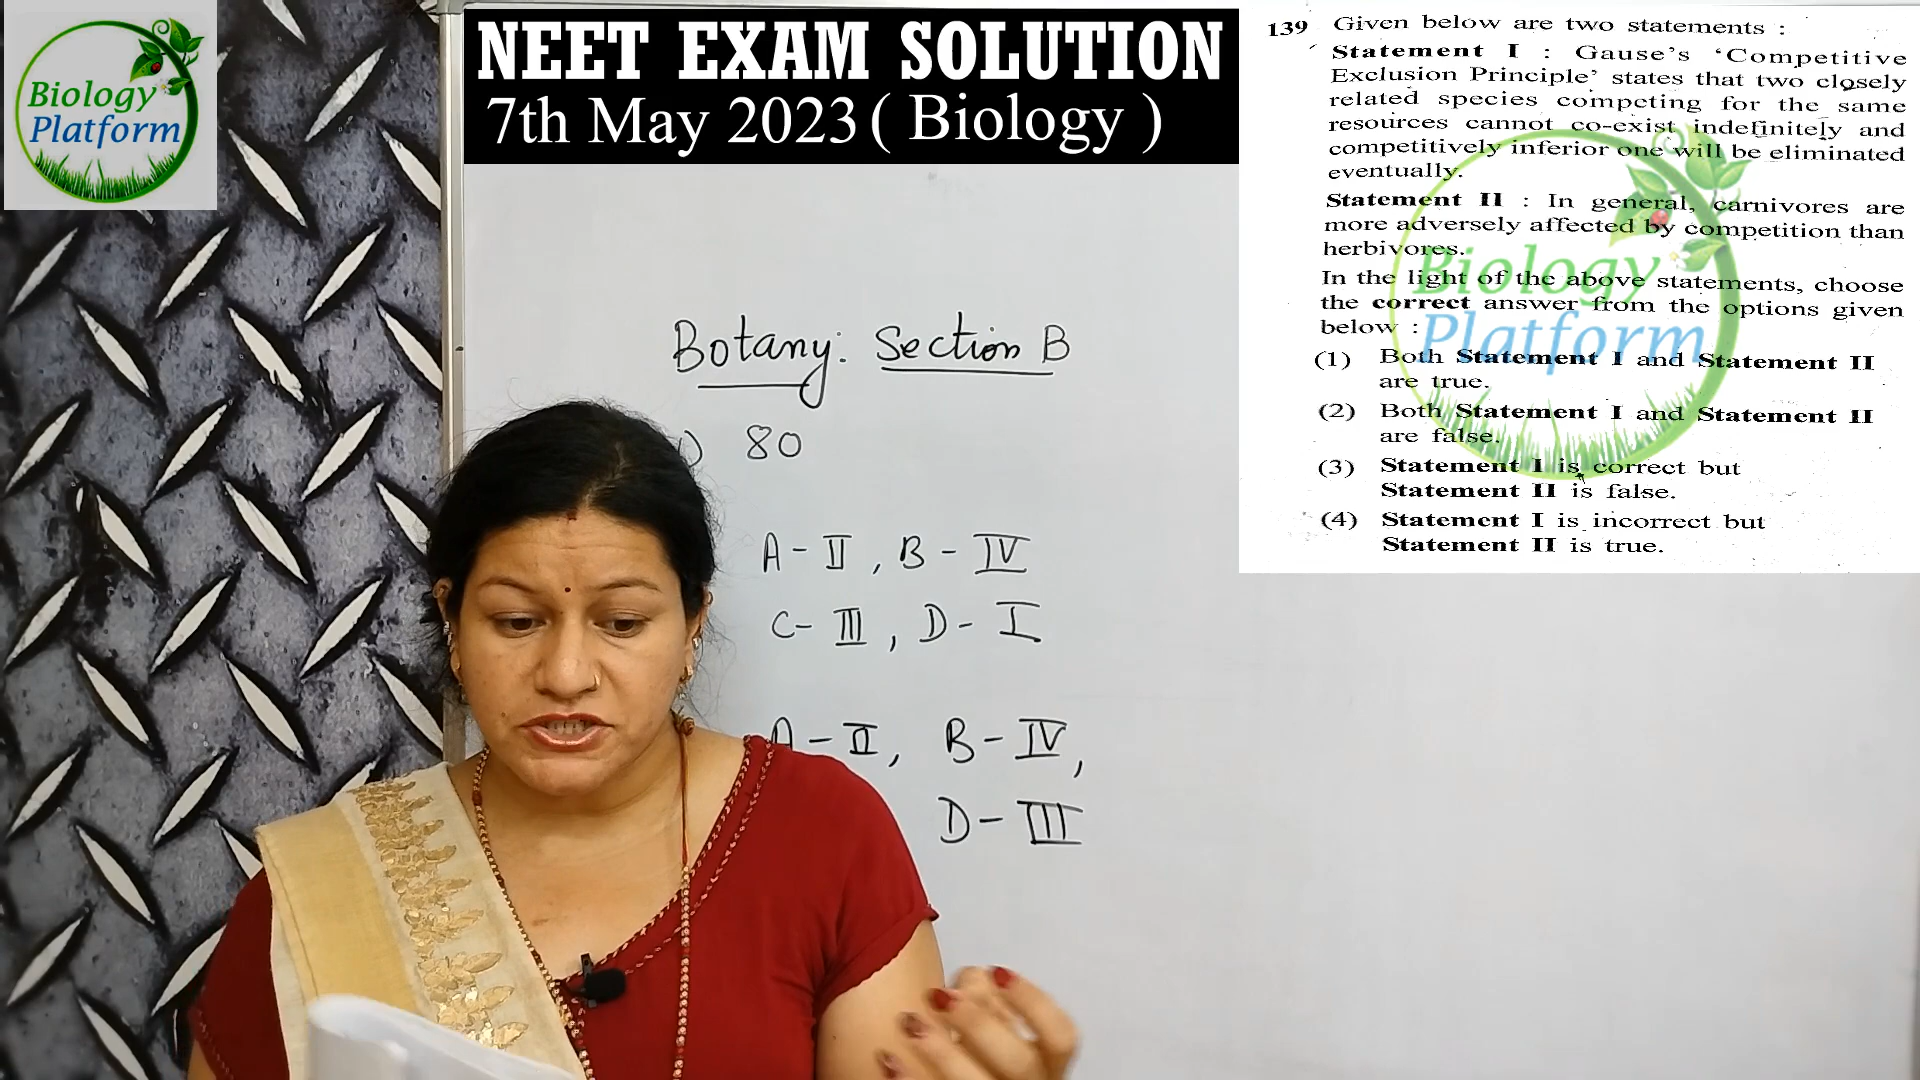 Biology
Platform
NEET EXAM SOLUTION
7th May 2023 ( Biology )
139 Given below are two statements :
Statement I : Gause's 'Competitive
Exclusion Principle' states that two closely
related species competing for the same
resources cannot co-exist indefinitely and
competitively inferior one will be eliminated
eventually.
Statement II : In general, carnivores are
more adversely affected by competition than
herbivores.
In the light of the above statements, choose
the correct answer from the options given
below :
(1) Both Statement I and Statement II
are true.
(2) Both Statement I and Statement II
are false.
(3) Statement I is correct but
Statement II is false.
(4) Statement I is incorrect but
Statement II is true.
Biology
Platform
Botany: Section B
) 80
A - II , B - IV
C - III , D - I
A - II , B - IV ,
D - III